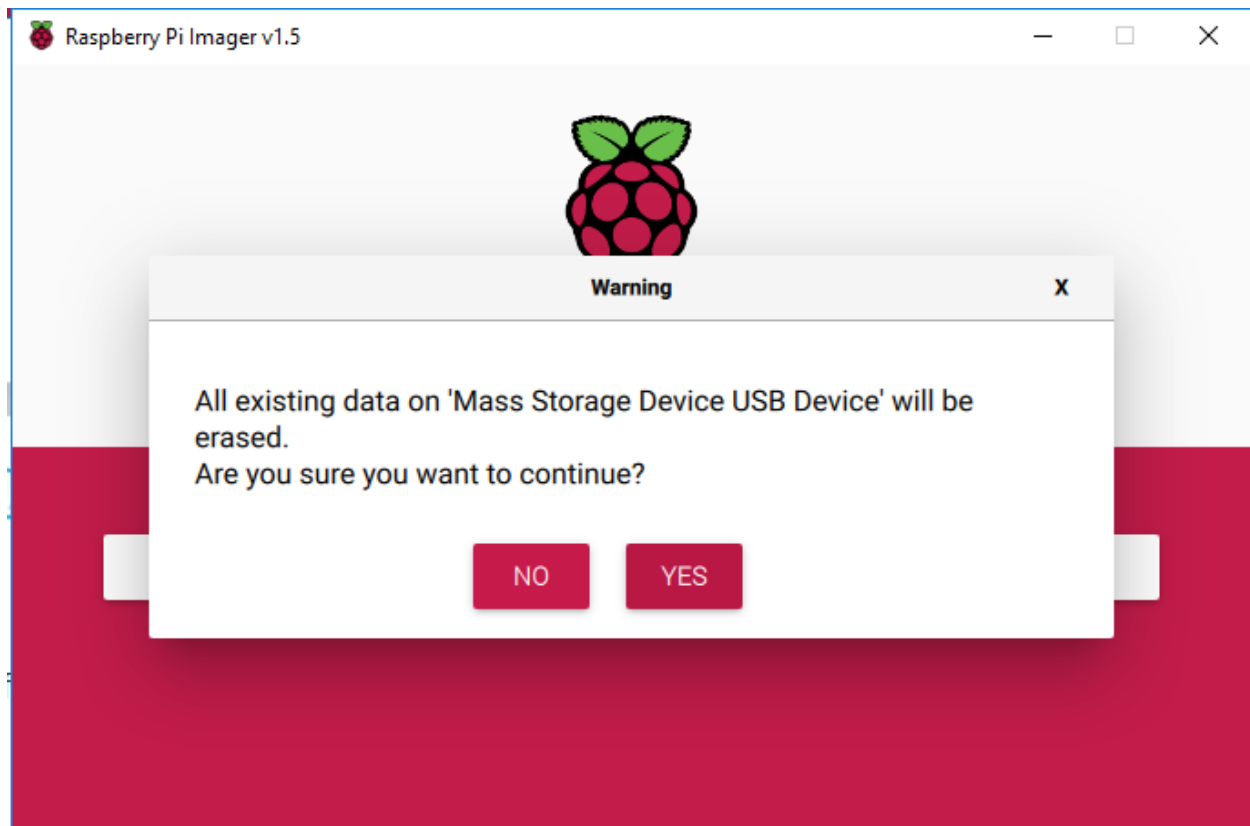 Raspberry Pi Imager v1.5
Warning
X
All existing data on 'Mass Storage Device USB Device' will be
erased.
Are you sure you want to continue?
NO
YES